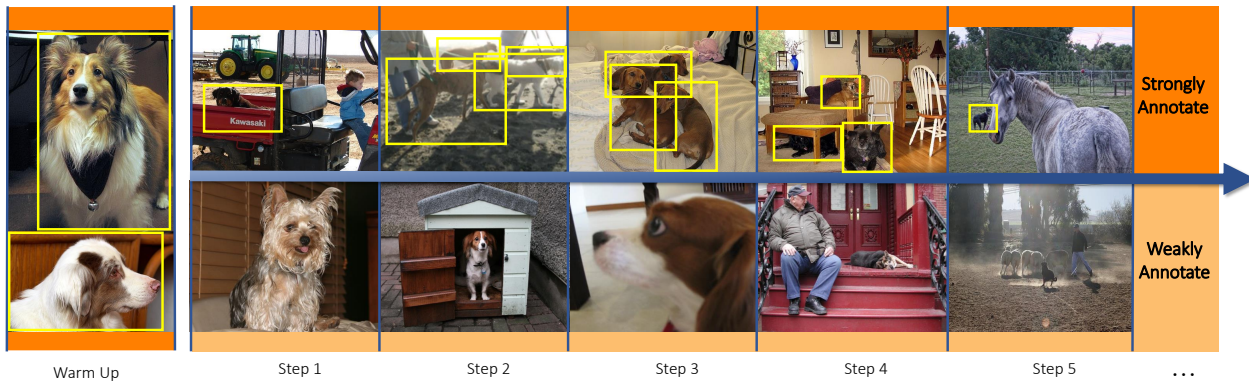 Strongly
Annotate
Kawasaki
Weakly
Annotate
Warm Up
Step 1
Step 2
Step 3
Step 4
Step 5
...